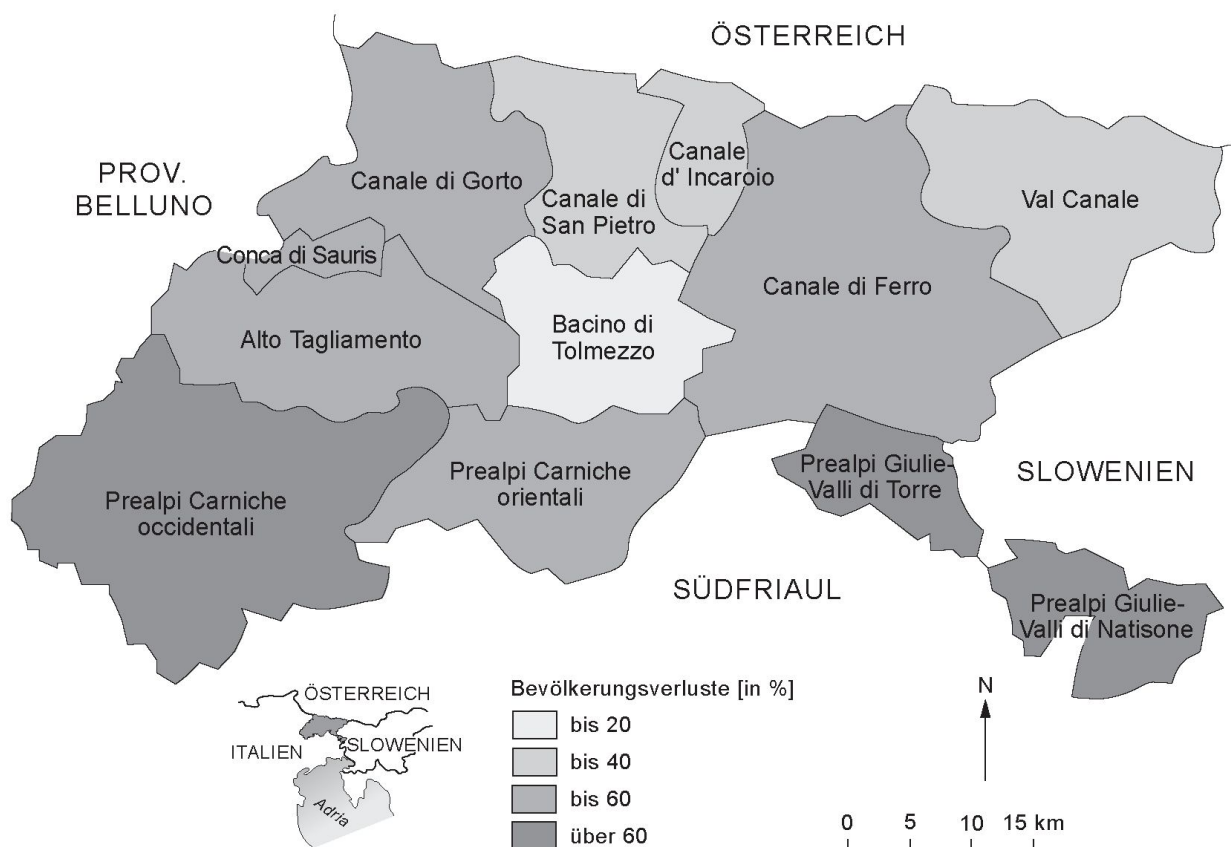 ÖSTERREICH
PROV.
BELLUNO
Canale di Gorto
Canale
d' Incaroio
Canale di
San Pietro
Val Canale
Conca di Sauris
Canale di Ferro
Alto Tagliamento
Bacino di
Tolmezzo
Prealpi Carniche
occidentali
Prealpi Carniche
orientali
Prealpi Giulie-
Valli di Torre
SLOWENIEN
SÜDFRIAUL
Prealpi Giulie-
Valli di Natisone
ÖSTERREICH
ITALIEN
SLOWENIEN
Adria
Bevölkerungsverluste [in %]
bis 20
bis 40
bis 60
über 60
N
0 5 10 15 km